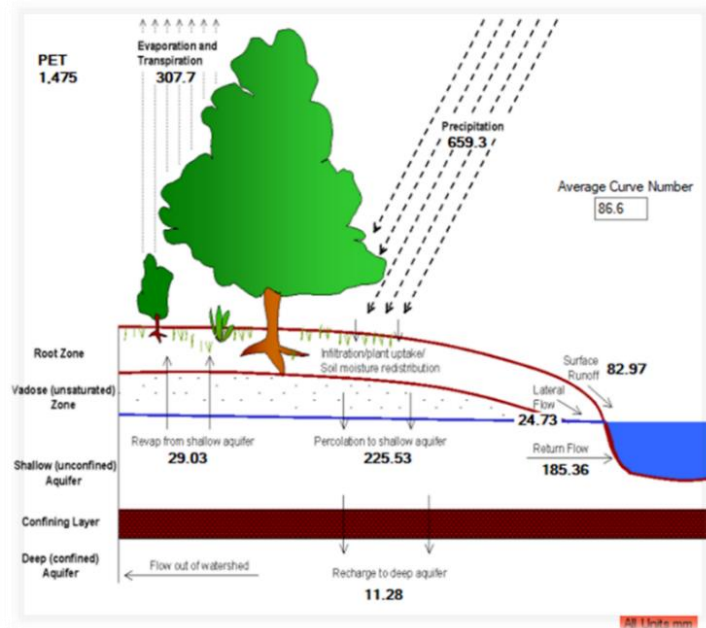 PET
1,475
Evaporation and
Transpiration
307.7
Precipitation
659.3
Average Curve Number
86.6
Root Zone
Infiltration/plant uptake/
Soil moisture redistribution
Surface
Runoff
82.97
Vadose (unsaturated)
Zone
Lateral
Flow
24.73
Revap from shallow aquifer
29.03
Percolation to shallow aquifer
225.53
Return Flow
185.36
Shallow (unconfined)
Aquifer
Confining Layer
Deep (confined)
Aquifer
Flow out of watershed
Recharge to deep aquifer
11.28
All Units mm